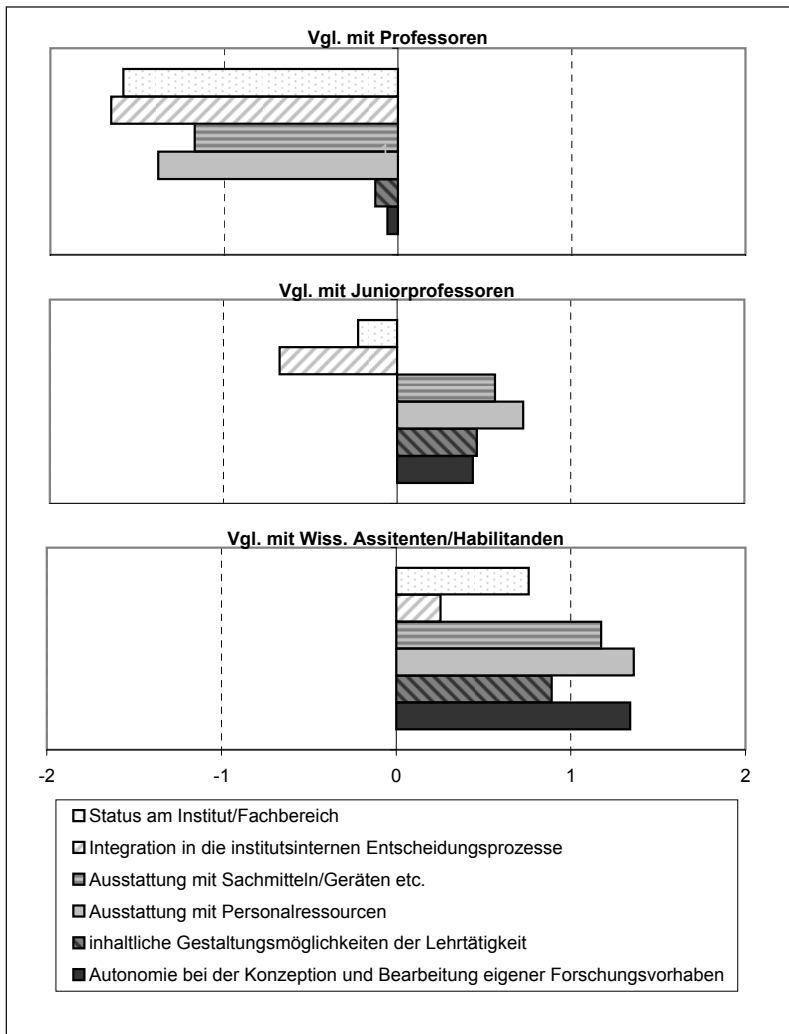 Vgl. mit Professoren
1
Vgl. mit Juniorprofessoren
Vgl. mit Wiss. Assitenten/Habilitanden
-2 -1 0 1 2
Status am Institut/Fachbereich
Integration in die institutsinternen Entscheidungsprozesse
Ausstattung mit Sachmitteln/Geräten etc.
Ausstattung mit Personalressourcen
inhaltliche Gestaltungsmöglichkeiten der Lehrtätigkeit
Autonomie bei der Konzeption und Bearbeitung eigener Forschungsvorhaben